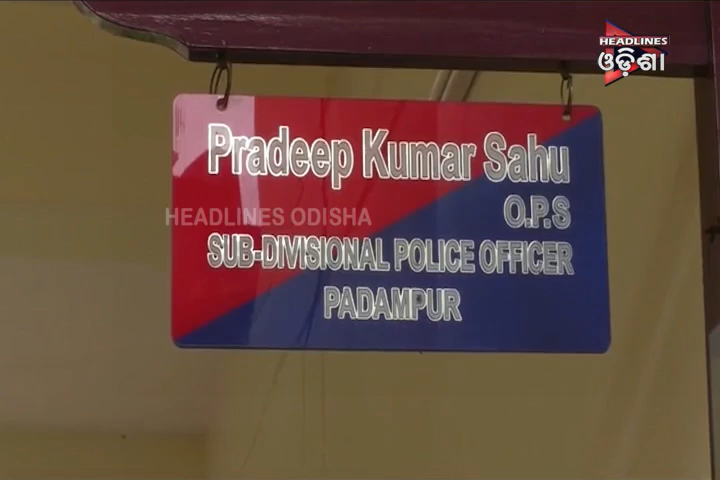 HEADLINES
ଓଡ଼ିଶା
Pradeep Kumar Sahu
O.P.S
HEADLINES ODISHA
SUB-DIVISIONAL POLICE OFFICER
PADAMPUR